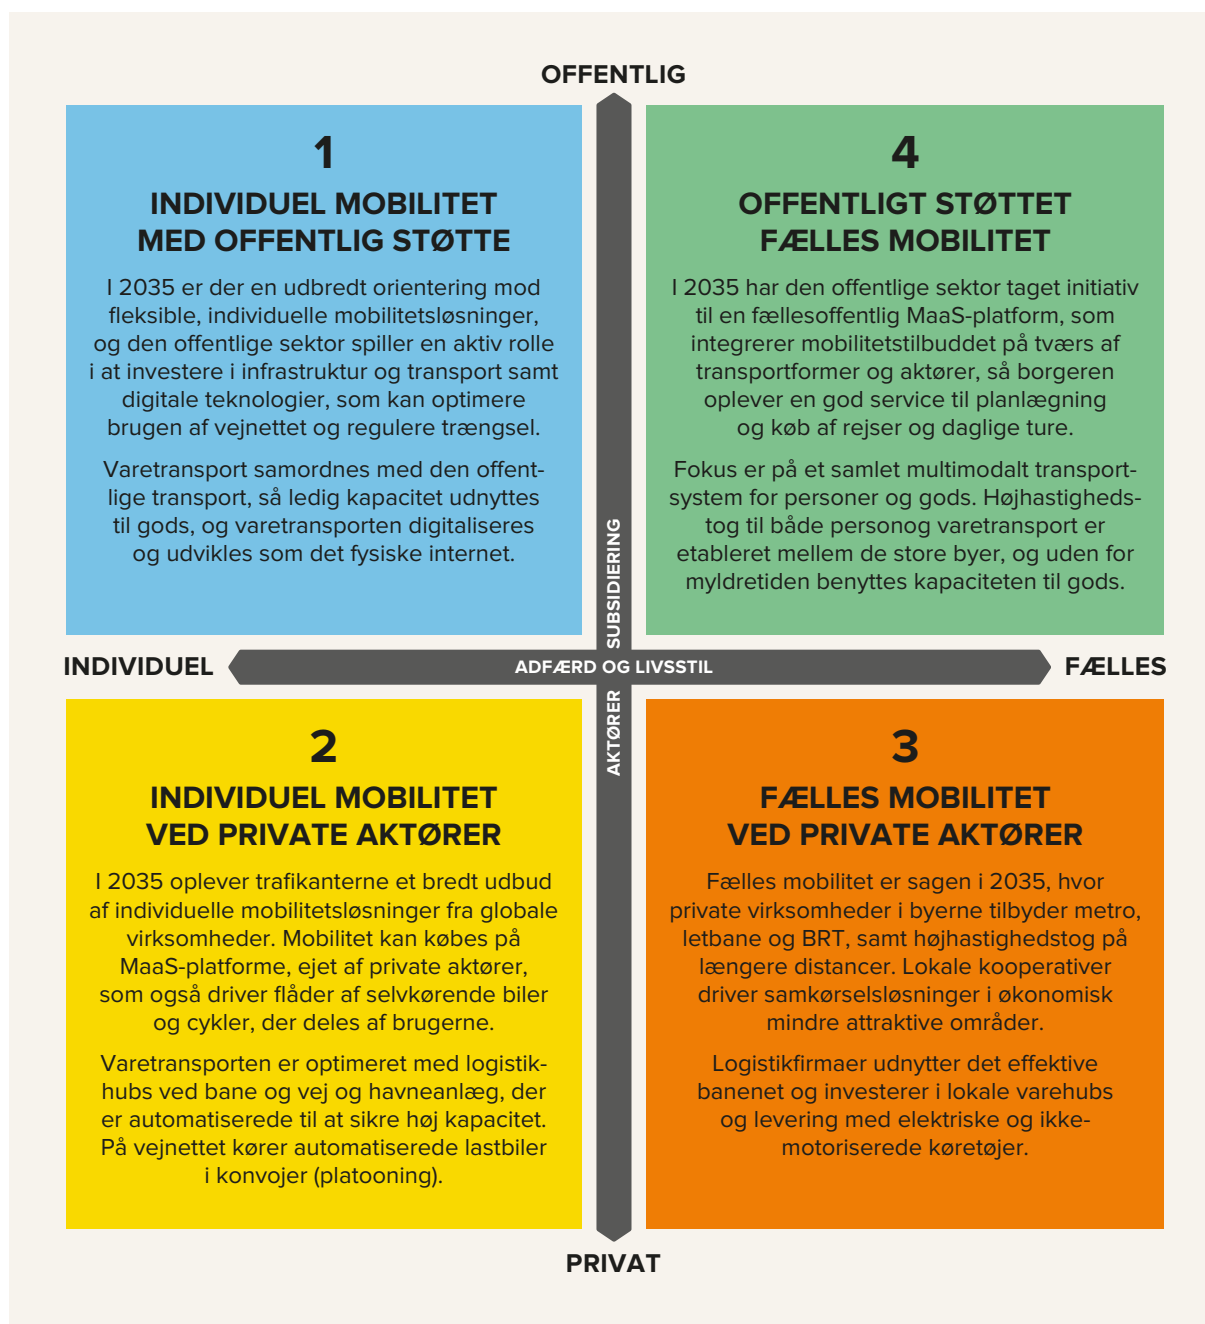 OFFENTLIG
1
INDIVIDUEL MOBILITET
MED OFFENTLIG STØTTE
I 2035 er der en udbredt orientering mod
fleksible, individuelle mobilitetsløsninger,
og den offentlige sektor spiller en aktiv rolle
i at investere i infrastruktur og transport samt
digitale teknologier, som kan optimere
brugen af vejnettet og regulere trængsel.
Varetransport samordnes med den offent-
lige transport, så ledig kapacitet udnyttes
til gods, og varetransporten digitaliseres
og udvikles som det fysiske internet.
4
OFFENTLIGT STØTTET
FÆLLES MOBILITET
I 2035 har den offentlige sektor taget initiativ
til en fællesoffentlig MaaS-platform, som
integrerer mobilitetstilbuddet på tværs af
transportformer og aktører, så borgeren
oplever en god service til planlægning
og køb af rejser og daglige ture.
Fokus er på et samlet multimodalt transport-
system for personer og gods. Højhastigheds-
tog til både personog varetransport er
etableret mellem de store byer, og uden for
myldretiden benyttes kapaciteten til gods.
SUBSIDIERING
INDIVIDUEL
ADFÆRD OG LIVSSTIL
FÆLLES
AKTØRER
2
INDIVIDUEL MOBILITET
VED PRIVATE AKTØRER
I 2035 oplever trafikanterne et bredt udbud
af individuelle mobilitetsløsninger fra globale
virksomheder. Mobilitet kan købes på
MaaS-platforme, ejet af private aktører,
som også driver flåder af selvkørende biler
og cykler, der deles af brugerne.
Varetransporten er optimeret med logistik-
hubs ved bane og vej og havneanlæg, der
er automatiserede til at sikre høj kapacitet.
På vejnettet kører automatiserede lastbiler
i konvojer (platooning).
3
FÆLLES MOBILITET
VED PRIVATE AKTØRER
Fælles mobilitet er sagen i 2035, hvor
private virksomheder i byerne tilbyder metro,
letbane og BRT, samt højhastighedstog på
længere distancer. Lokale kooperativer
driver samkørselsløsninger i økonomisk
mindre attraktive områder.
Logistikfirmaer udnytter det effektive
banenet og investerer i lokale varehubs
og levering med elektriske og ikke-
motoriserede køretøjer.
PRIVAT